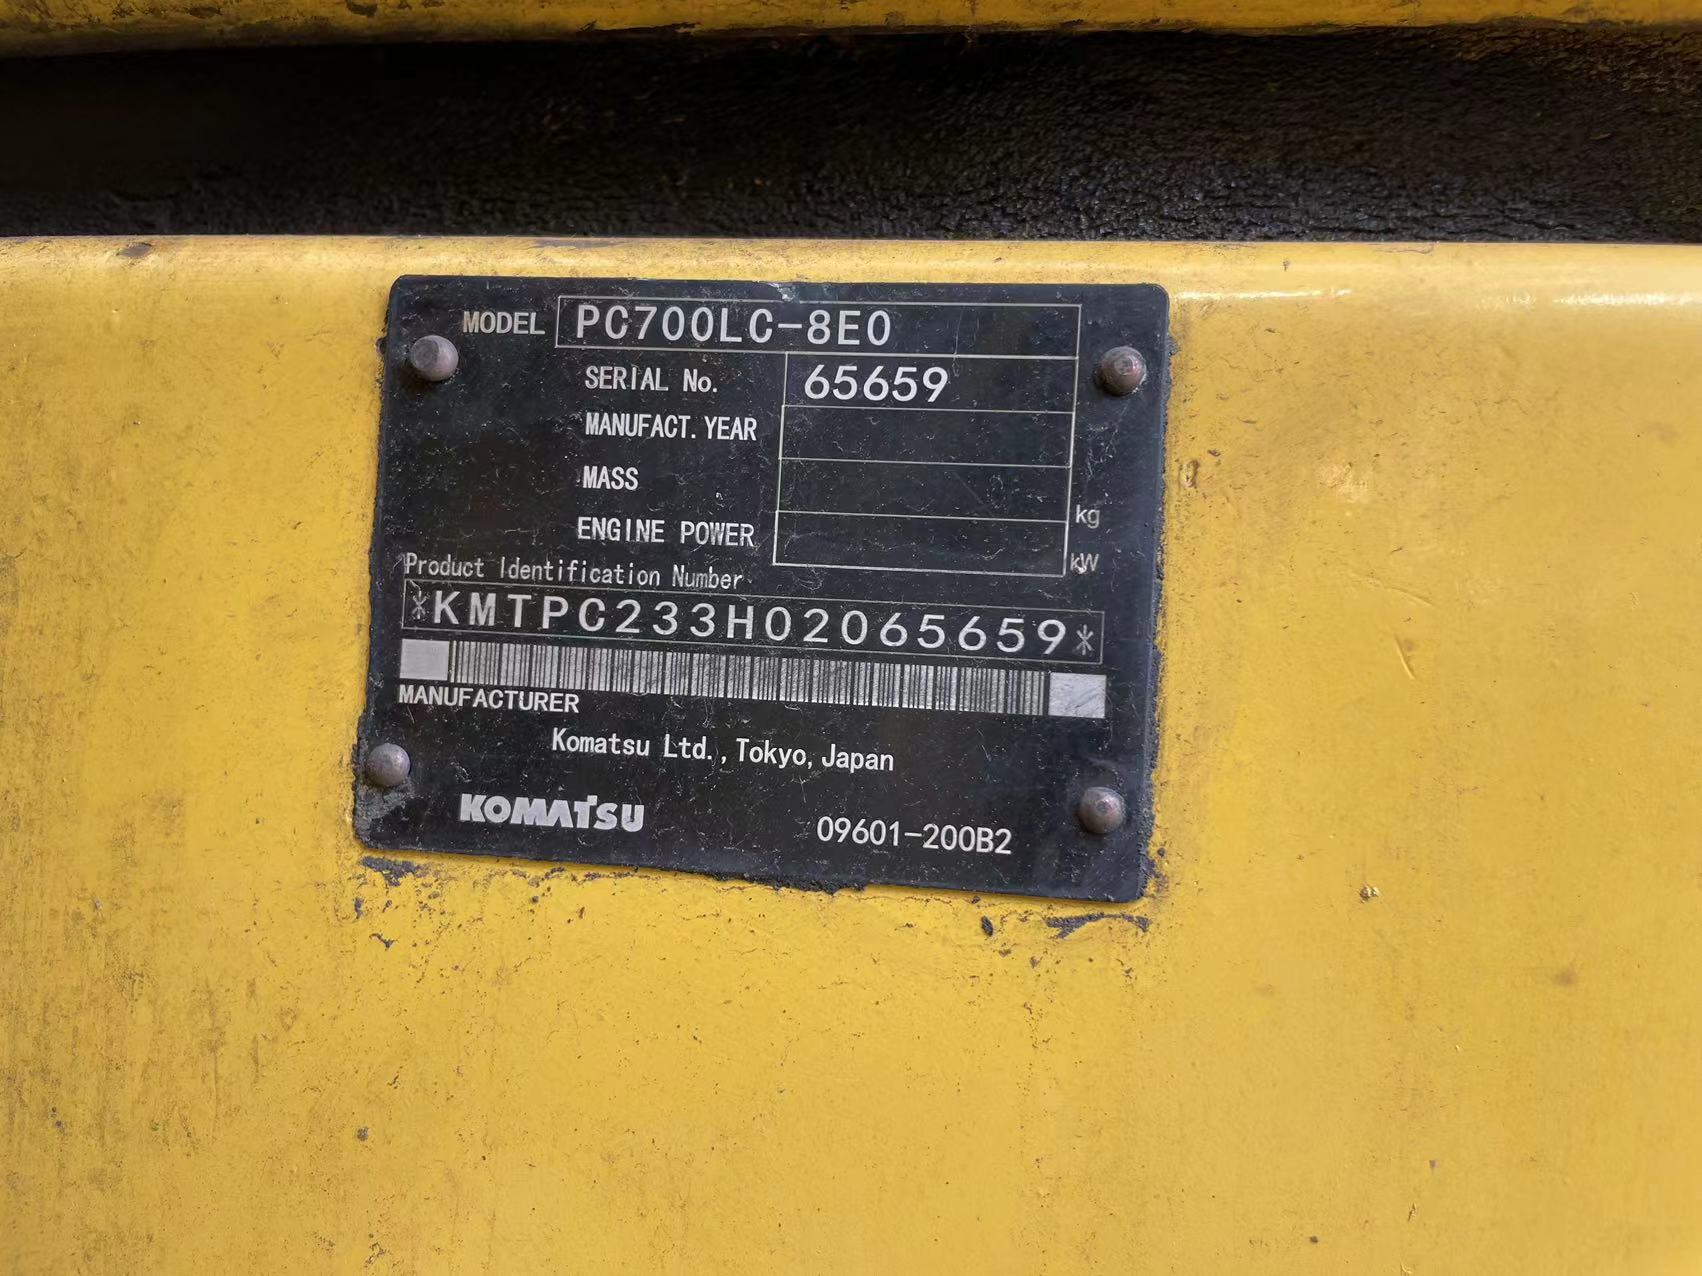 MODEL PC700LC-8E0
SERIAL No. 65659
MANUFACT. YEAR
MASS
kg
ENGINE POWER
kW
Product Identification Number
*KMTPC233H02065659*
MANUFACTURER
Komatsu Ltd., Tokyo, Japan
KOMATSU 09601-200B2